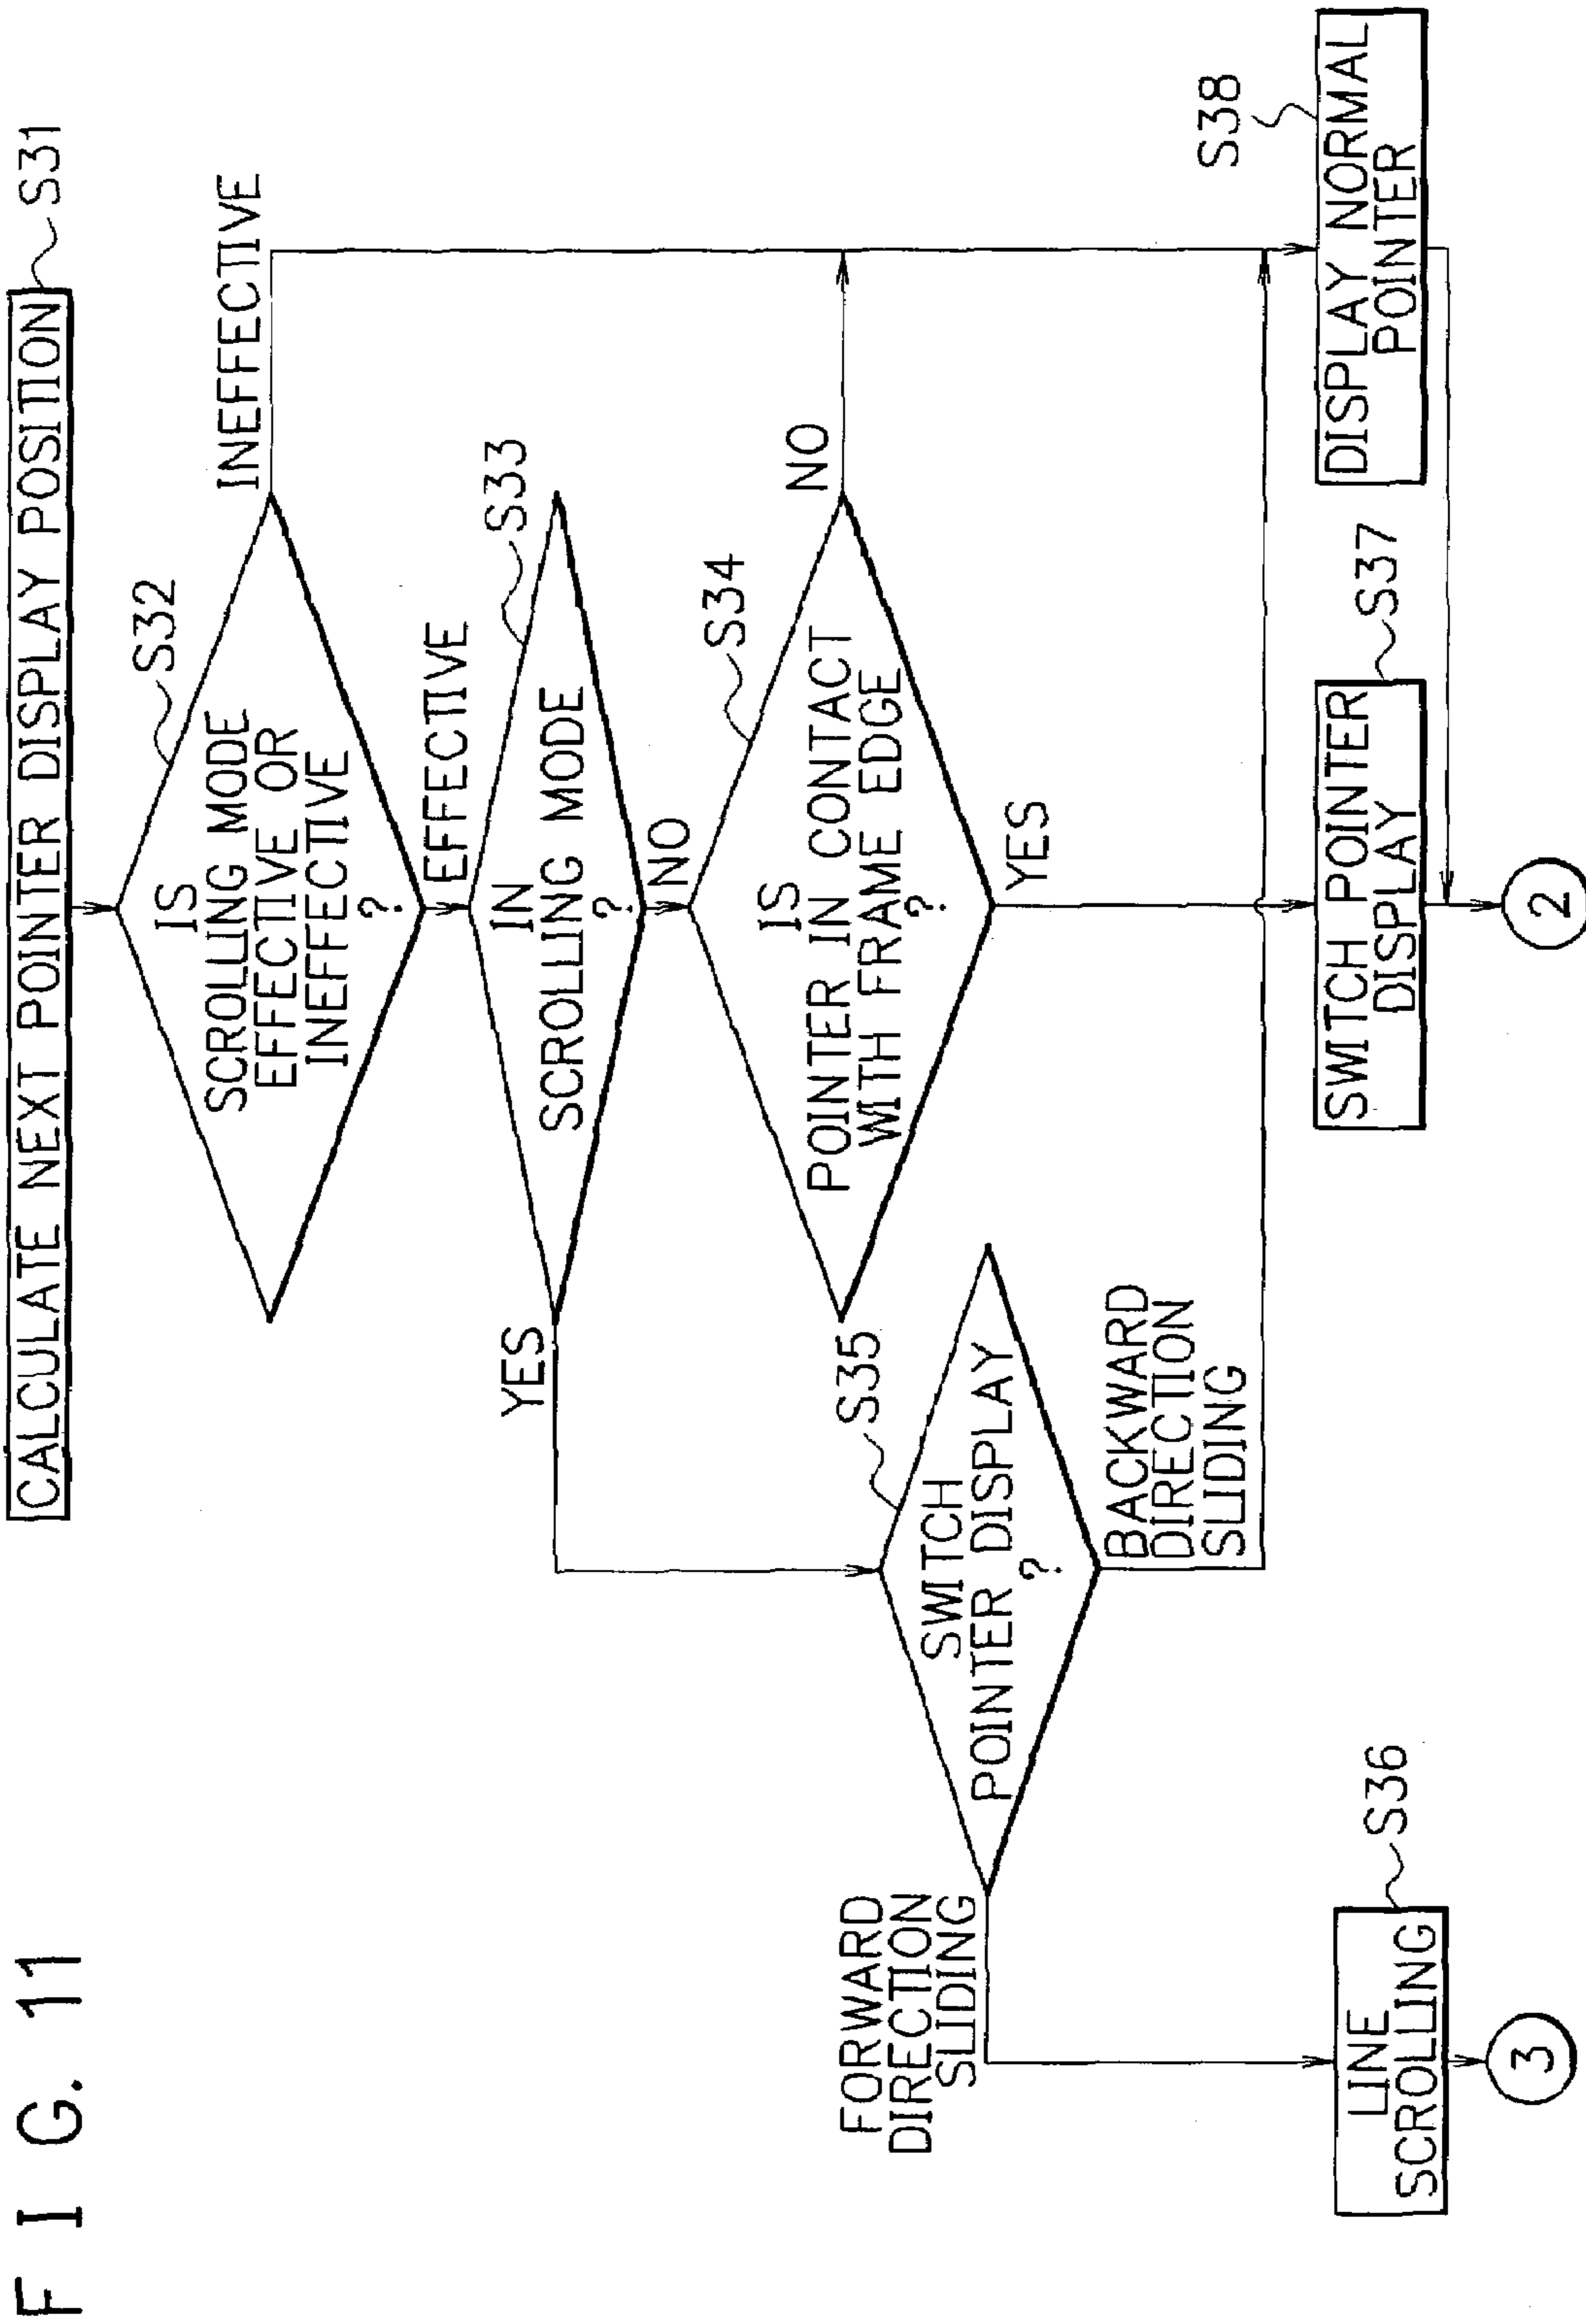 F I G. 11
CALCULATE NEXT POINTER DISPLAY POSITION
S31
IS
SCROLLING MODE
EFFECTIVE OR
INEFFECTIVE
?
S32
INEFFECTIVE
EFFECTIVE
IN
SCROLLING MODE
?
S33
YES
NO
IS
POINTER IN CONTACT
WITH FRAME EDGE
?
S34
NO
YES
SWITCH
POINTER DISPLAY
?
S35
FORWARD
DIRECTION
SLIDING
BACKWARD
DIRECTION
SLIDING
LINE
SCROLLING
S36
SWITCH POINTER
DISPLAY
S37
DISPLAY NORMAL
POINTER
S38
3
2